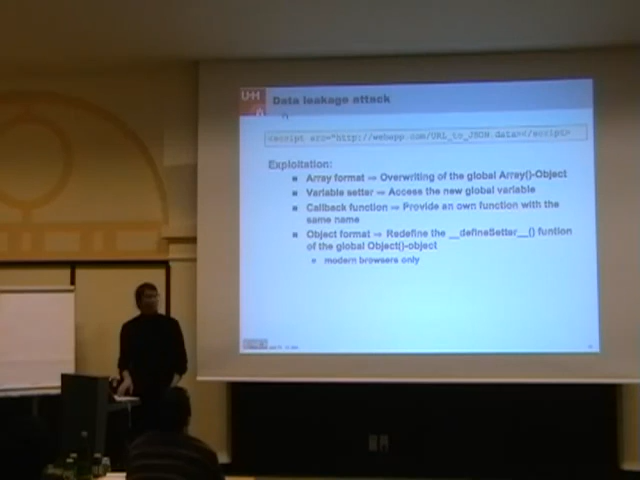 U+H
Data leakage attack
<script src="http://webapp.com/URL_to_JSON.data></script>
Exploitation:
Array format ⇒ Overwriting of the global Array()-Object
Variable setter ⇒ Access the new global variable
Callback function ⇒ Provide an own function with the
same name
Object format ⇒ Redefine the __defineSetter__() funtion
of the global Object()-object
modern browsers only